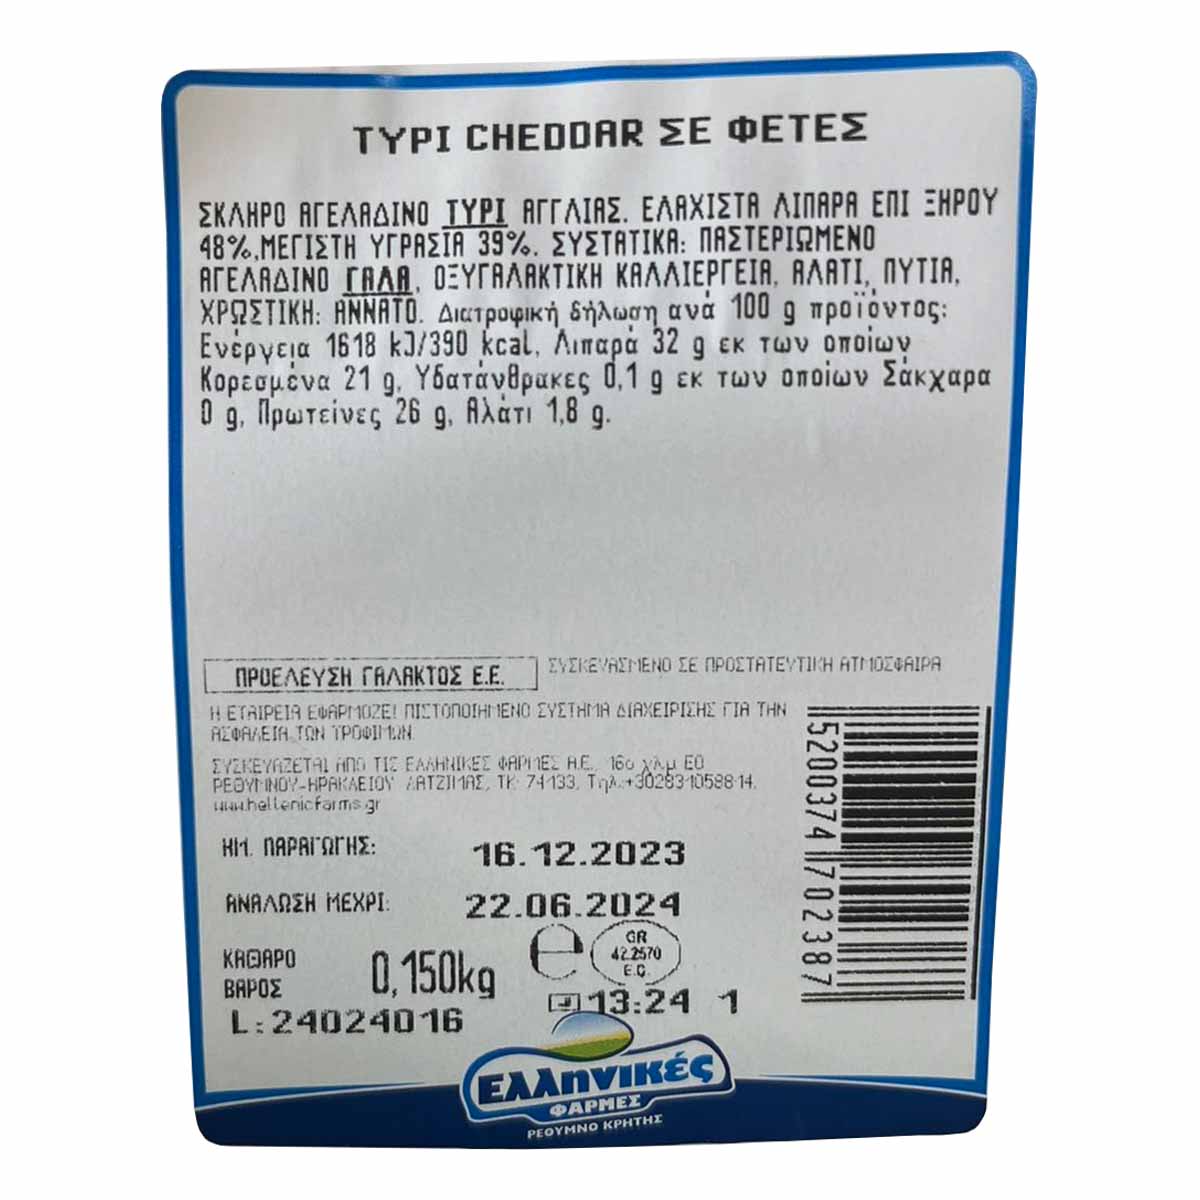 ΤΥΡΙ CHEDDAR ΣΕ ΦΕΤΕΣ
ΣΚΛΗΡΟ ΑΓΕΛΑΔΙΝΟ ΤΥΡΙ ΑΓΓΛΙΑΣ. ΕΛΑΧΙΣΤΑ ΛΙΠΑΡΑ ΕΠΙ ΞΗΡΟΥ
48%,ΜΕΓΙΣΤΗ ΥΓΡΑΣΙΑ 39%. ΣΥΣΤΑΤΙΚΑ: ΠΑΣΤΕΡΙΩΜΕΝΟ
ΑΓΕΛΑΔΙΝΟ ΓΑΛΑ, ΟΞΥΓΑΛΑΚΤΙΚΗ ΚΑΛΛΙΕΡΓΕΙΑ, ΑΛΑΤΙ, ΠΥΤΙΑ,
ΧΡΩΣΤΙΚΗ: ΑΝΝΑΤΟ. Διατροφική δήλωση ανά 100 g προϊόντος:
Ενέργεια 1618 kJ/390 kcal, Λιπαρά 32 g εκ των οποίων
Κορεσμένα 21 g, Υδατάνθρακες 0,1 g εκ των οποίων Σάκχαρα
0 g, Πρωτείνες 26 g, Αλάτι 1,8 g.
ΠΡΟΕΛΕΥΣΗ ΓΑΛΑΚΤΟΣ Ε.Ε.
ΣΥΣΚΕΥΑΣΜΕΝΟ ΣΕ ΠΡΟΣΤΑΤΕΥΤΙΚΗ ΑΤΜΟΣΦΑΙΡΑ
Η ΕΤΑΙΡΕΙΑ ΕΦΑΡΜΟΖΕΙ ΠΙΣΤΟΠΟΙΗΜΕΝΟ ΣΥΣΤΗΜΑ ΔΙΑΧΕΙΡΙΣΗΣ ΓΙΑ ΤΗΝ
ΑΣΦΑΛΕΙΑ ΤΩΝ ΤΡΟΦΙΜΩΝ
ΣΥΣΚΕΥΑΖΕΤΑΙ ΑΠΟ ΤΙΣ ΕΛΛΗΝΙΚΕΣ ΦΑΡΜΕΣ Α.Ε., 16ο χλμ ΕΟ
ΡΕΘΥΜΝΟΥ-ΗΡΑΚΛΕΙΟΥ ΛΑΤΖΙΜΑΣ, ΤΚ 74133, Τηλ.:+302831058814.
www.hellenicfarms.gr
ΗΜ. ΠΑΡΑΓΩΓΗΣ: 16.12.2023
ΑΝΑΛΩΣΗ ΜΕΧΡΙ: 22.06.2024
ΚΑΘΑΡΟ
ΒΑΡΟΣ
0,150kg
e
GR
42.2570
E.C.
13:24 1
L:24024016
5200374702387
Ελληνικές
ΦΑΡΜΕΣ
ΡΕΘΥΜΝΟ ΚΡΗΤΗΣ